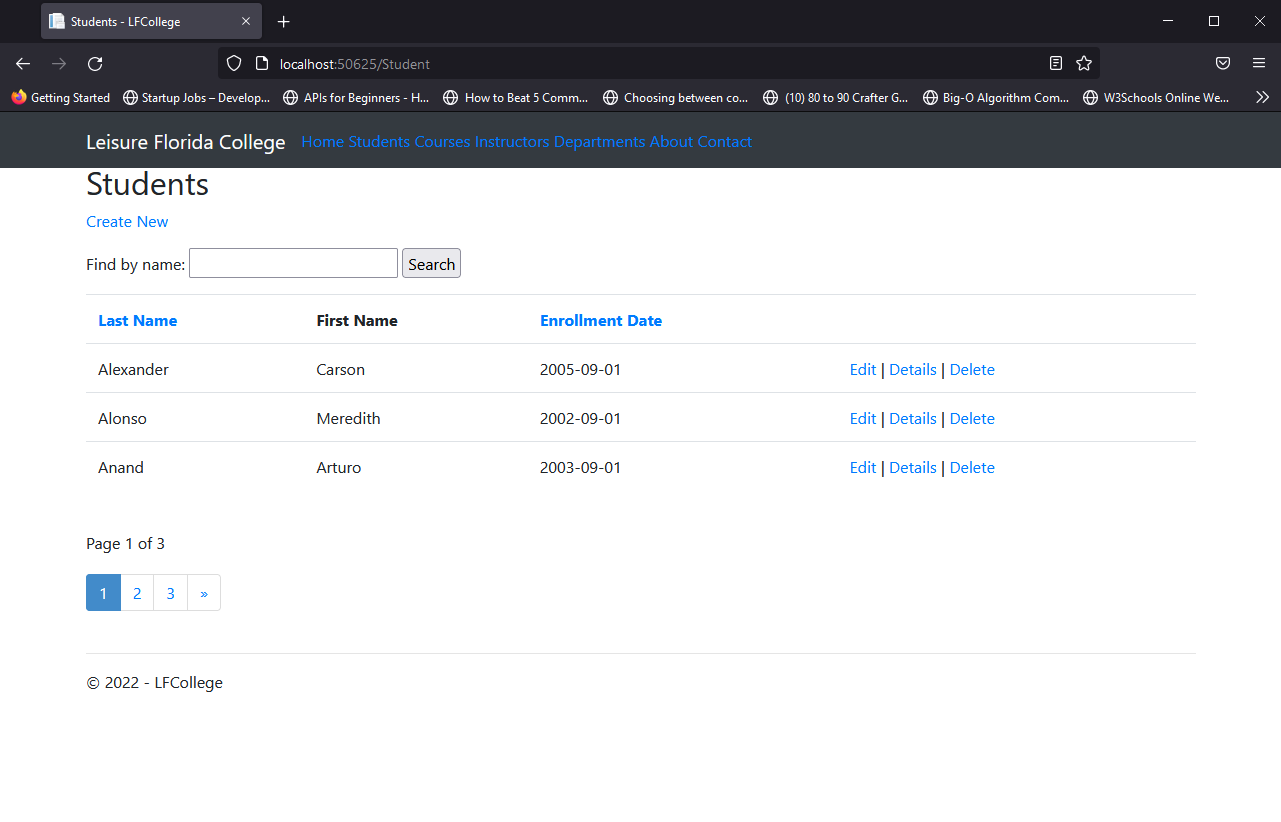 Students - LFCollege
localhost:50625/Student
Getting Started Startup Jobs – Develop... APIs for Beginners - H... How to Beat 5 Comm... Choosing between co... (10) 80 to 90 Crafter G... Big-O Algorithm Com... W3Schools Online We...
Leisure Florida College Home Students Courses Instructors Departments About Contact
Students
Create New
Find by name: Search
Last Name First Name Enrollment Date
Alexander Carson 2005-09-01 Edit | Details | Delete
Alonso Meredith 2002-09-01 Edit | Details | Delete
Anand Arturo 2003-09-01 Edit | Details | Delete
Page 1 of 3
1 2 3 »
© 2022 - LFCollege